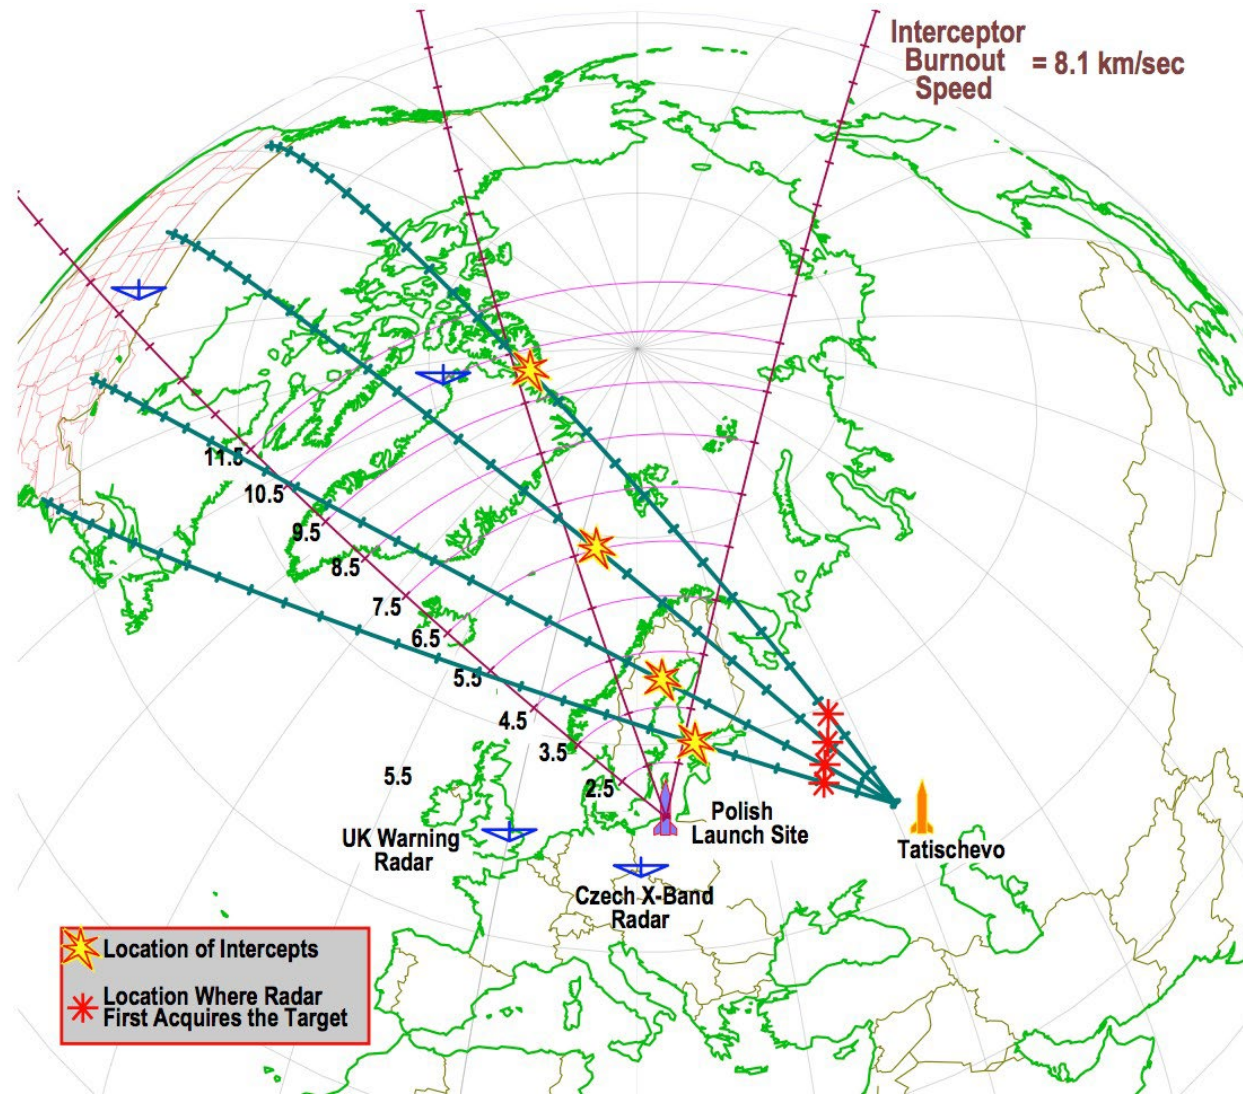 Interceptor
Burnout = 8.1 km/sec
Speed
11.5
10.5
9.5
8.5
7.5
6.5
5.5
4.5
3.5
2.5
5.5
UK Warning
Radar
Polish
Launch Site
Tatischevo
Czech X-Band
Radar
Location of Intercepts
Location Where Radar
First Acquires the Target